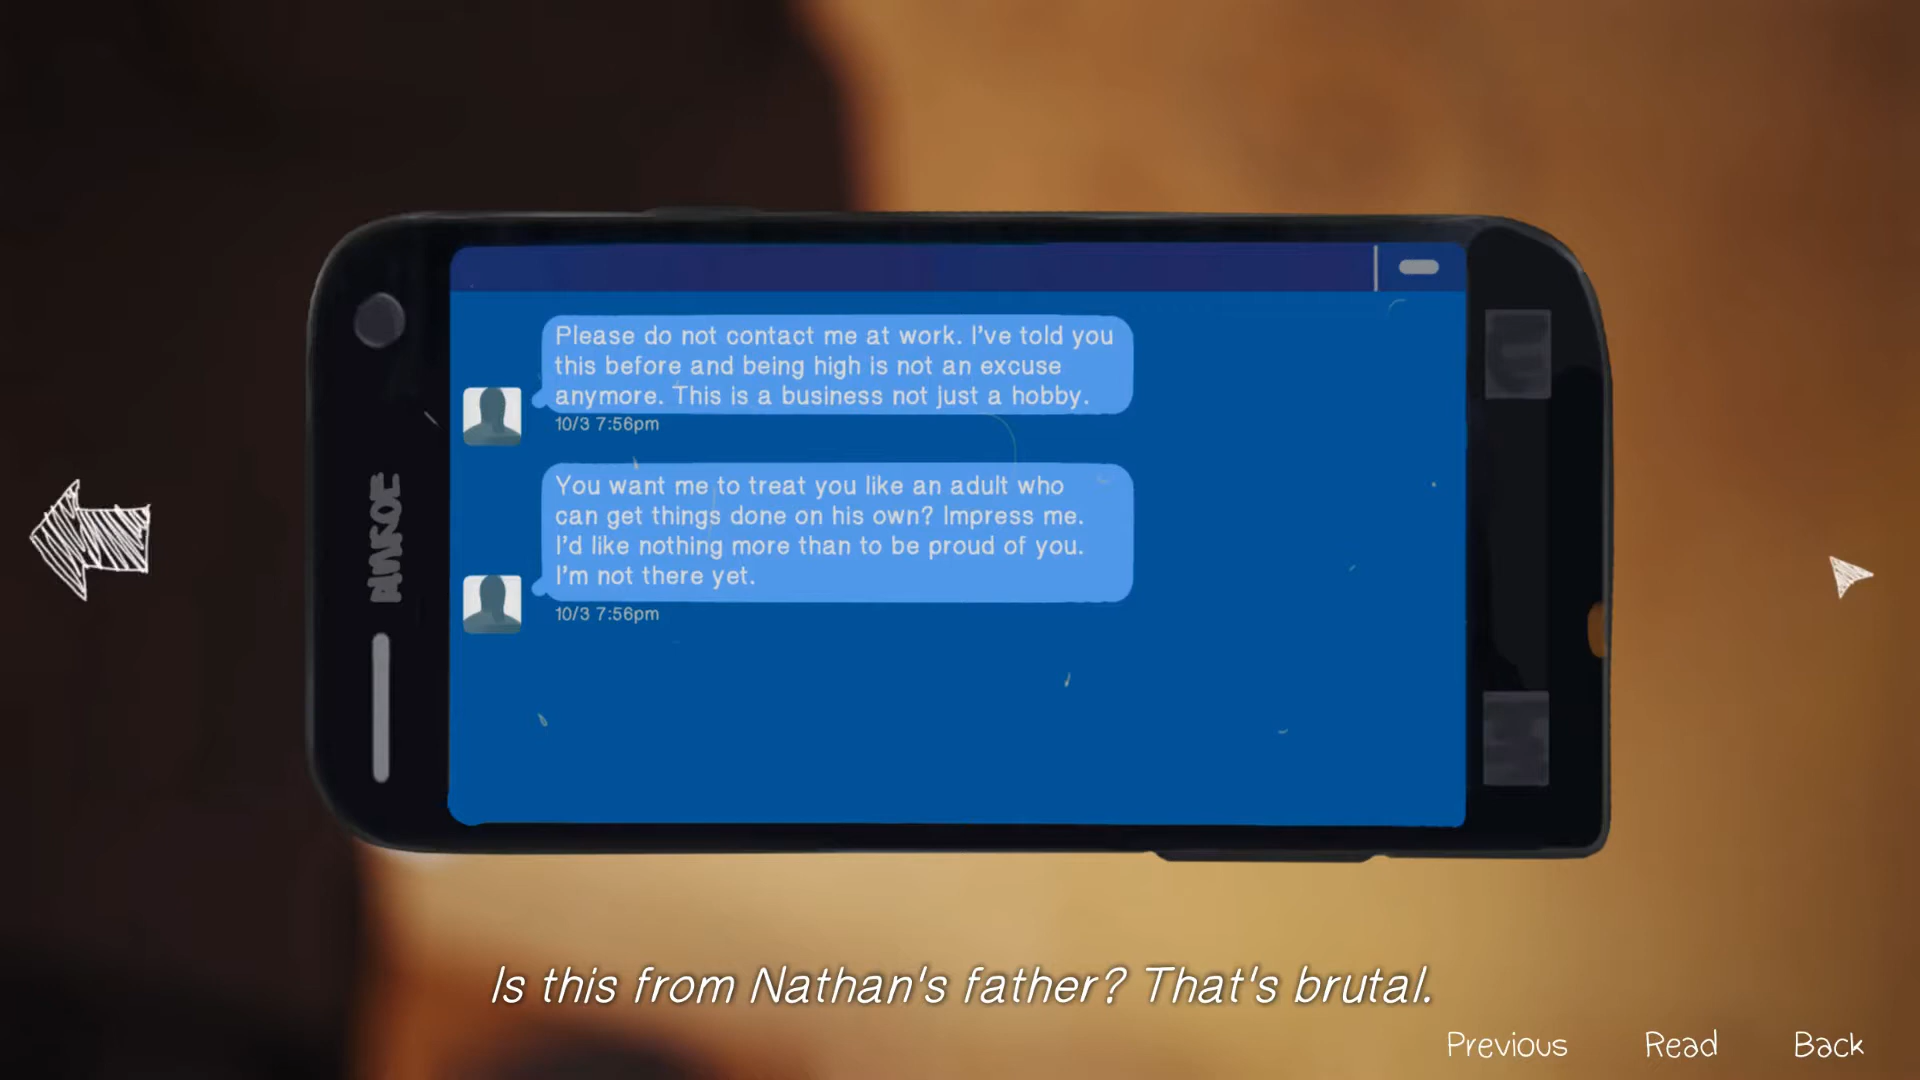 Please do not contact me at work. I've told you
this before and being high is not an excuse
anymore. This is a business not just a hobby.
10/3 7:56pm
You want me to treat you like an adult who
can get things done on his own? Impress me.
I'd like nothing more than to be proud of you.
I'm not there yet.
10/3 7:56pm
Is this from Nathan's father? That's brutal.
Previous Read Back